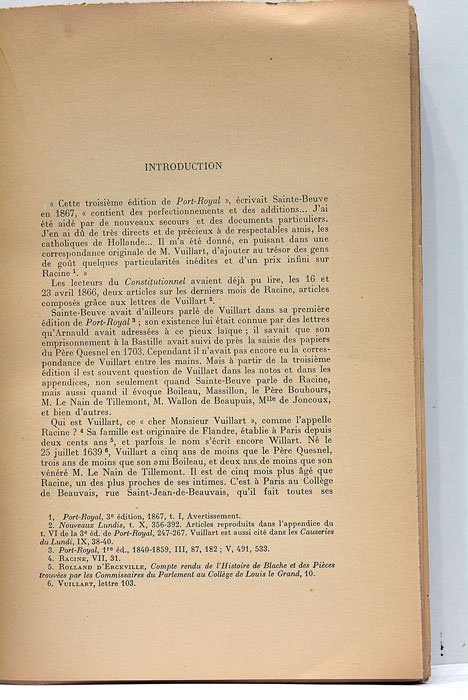 INTRODUCTION
« Cette troisième édition de Port-Royal », écrivait Sainte-Beuve
en 1867, « contient des perfectionnements et des additions... J'ai
été aidé par de nouveaux secours et des documents particuliers.
J'en ai dû de très directs et de précieux à de respectables amis, les
catholiques de Hollande... Il m'a été donné, en puisant dans une
correspondance originale de M. Vuillart, d'ajouter au trésor des gens
de goût quelques particularités inédites et d'un prix infini sur
Racine ¹. »
Les lecteurs du Constitutionnel avaient déjà pu lire, les 16 et
23 avril 1866, deux articles sur les derniers mois de Racine, articles
composés grâce aux lettres de Vuillart ².
Sainte-Beuve avait d'ailleurs parlé de Vuillart dans sa première
édition de Port-Royal ³ ; son existence lui était connue par des lettres
qu'Arnauld avait adressées à ce pieux laïque ; il savait que son
emprisonnement à la Bastille avait suivi de près la saisie des papiers
du Père Quesnel en 1703. Cependant il n'avait pas encore eu la corres-
pondance de Vuillart entre les mains. Mais à partir de la troisième
édition il est souvent question de Vuillart dans les notes et dans les
appendices, non seulement quand Sainte-Beuve parle de Racine,
mais aussi quand il évoque Boileau, Massillon, le Père Bouhours,
M. Le Nain de Tillemont, M. Wallon de Beaupuis, Mlle de Joncoux,
et bien d'autres.
Qui est Vuillart, ce « cher Monsieur Vuillart », comme l'appelle
Racine ? ⁴ Sa famille est originaire de Flandre, établie à Paris depuis
deux cents ans ⁵, et parfois le nom s'écrit encore Willart. Né le
25 juillet 1639 ⁶, Vuillart a cinq ans de moins que le Père Quesnel,
trois ans de moins que son ami Boileau, et deux ans de moins que son
vénéré M. Le Nain de Tillemont. Il est de cinq mois plus âgé que
Racine, un des plus proches de ses intimes. C'est à Paris au Collège
de Beauvais, rue Saint-Jean-de-Beauvais, qu'il fait toutes ses
1. Port-Royal, 3e édition, 1867, t. I, Avertissement.
2. Nouveaux Lundis, t. X, 356-392. Articles reproduits dans l'appendice du
t. VI de la 3e éd. de Port-Royal, 247-267. Vuillart est aussi cité dans les Causeries
du Lundi, IX, 38-40.
3. Port-Royal, 1re éd., 1840-1859, III, 87, 182 ; V, 491, 533.
4. RACINE, VII, 31.
5. ROLLAND D'ERCEVILLE, Compte rendu de l'Histoire de Blache et des Pièces
trouvées par les Commissaires du Parlement au Collège de Louis le Grand, 10.
6. VUILLART, lettre 103.